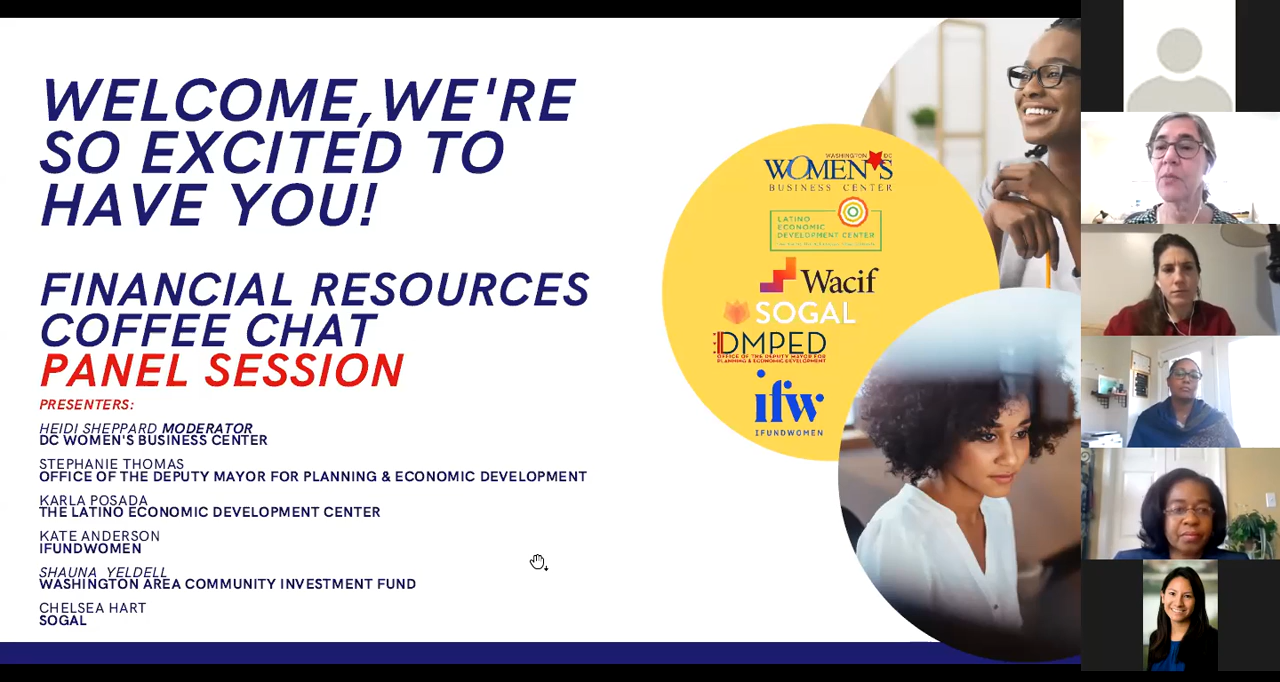 WELCOME,WE'RE
SO EXCITED TO
HAVE YOU!
FINANCIAL RESOURCES
COFFEE CHAT
PANEL SESSION
PRESENTERS:
HEIDI SHEPPARD MODERATOR
DC WOMEN'S BUSINESS CENTER
STEPHANIE THOMAS
OFFICE OF THE DEPUTY MAYOR FOR PLANNING & ECONOMIC DEVELOPMENT
KARLA POSADA
THE LATINO ECONOMIC DEVELOPMENT CENTER
KATE ANDERSON
IFUNDWOMEN
SHAUNA YELDELL
WASHINGTON AREA COMMUNITY INVESTMENT FUND
CHELSEA HART
SOGAL
WASHINGTON DC
WOMEN'S
BUSINESS CENTER
LATINO
ECONOMIC
DEVELOPMENT CENTER
Wacif
SOGAL
DMPED
OFFICE OF THE DEPUTY MAYOR FOR
PLANNING & ECONOMIC DEVELOPMENT
ifw
IFUNDWOMEN